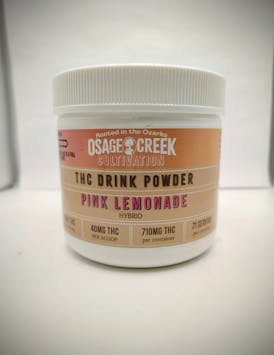 Rooted in the Ozarks
OSAGE CREEK
CULTIVATION
THC DRINK POWDER
PINK LEMONADE
HYBRID
40MG THC
PER SCOOP
710MG THC
per container